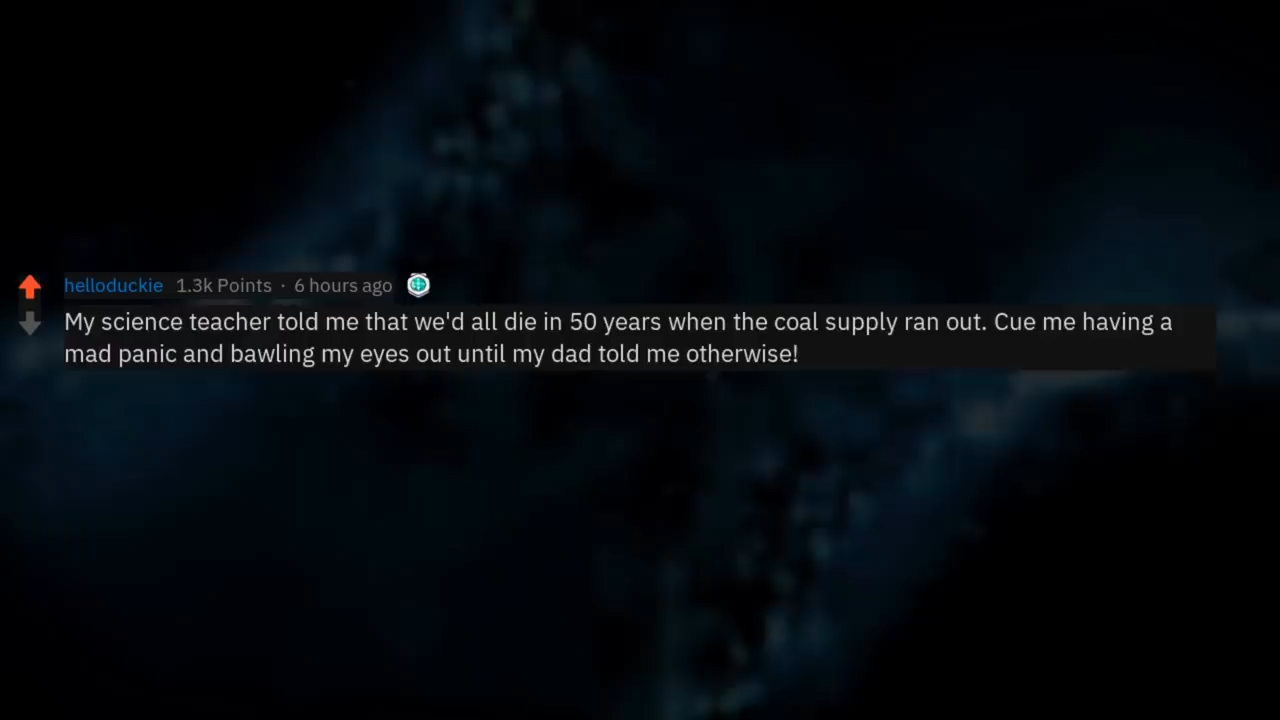 helloduckie 1.3k Points · 6 hours ago
My science teacher told me that we'd all die in 50 years when the coal supply ran out. Cue me having a
mad panic and bawling my eyes out until my dad told me otherwise!